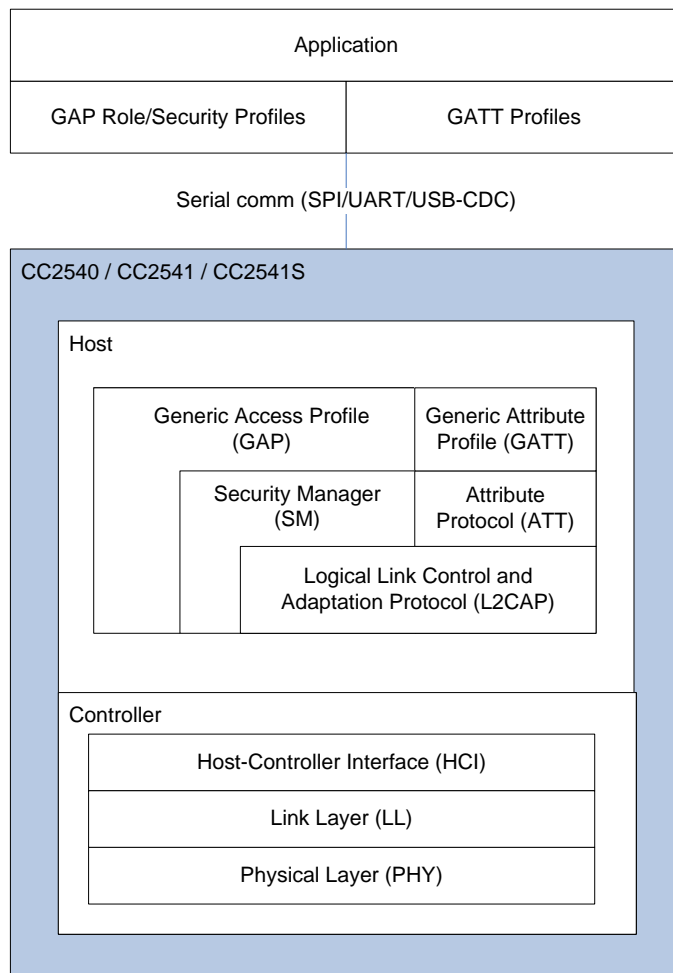 Application
GAP Role/Security Profiles
GATT Profiles
Serial comm (SPI/UART/USB-CDC)
CC2540 / CC2541 / CC2541S
Host
Generic Access Profile
(GAP)
Generic Attribute
Profile (GATT)
Security Manager
(SM)
Attribute
Protocol (ATT)
Logical Link Control and
Adaptation Protocol (L2CAP)
Controller
Host-Controller Interface (HCI)
Link Layer (LL)
Physical Layer (PHY)